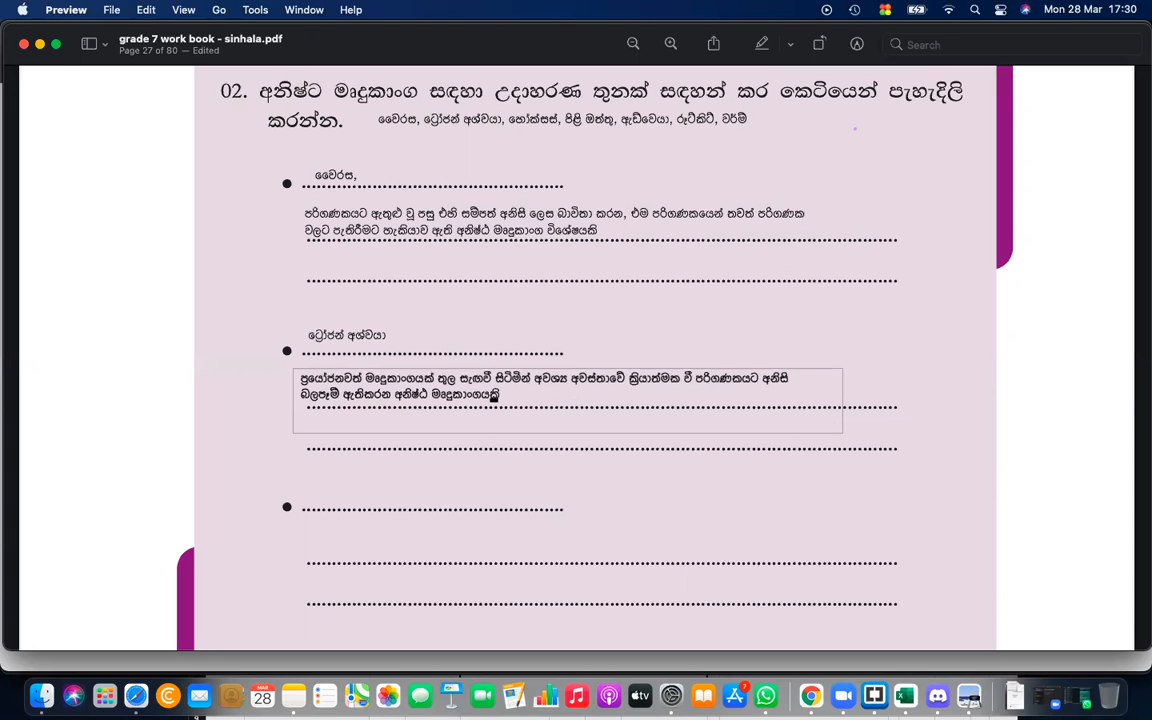 Preview File Edit View Go Tools Window Help Mon 28 Mar 17:30
grade 7 work book - sinhala.pdf
Page 27 of 80 — Edited
Search
02. අනිෂ්ට මෘදුකාංග සඳහා උදාහරණ තුනක් සඳහන් කර කෙටියෙන් පැහැදිලි
කරන්න. වෛරස, ට්‍රෝජන් අශ්වයා, හෝක්සස්, පිළි ඔත්තු, ඇඩ්වෙයා, රූට්කිට්, වර්ම්
වෛරස,
පරිගණකයට ඇතුළු වූ පසු එහි සම්පත් අනිසි ලෙස බාවිතා කරන, එම පරිගණකයෙන් තවත් පරිගණක
වලට පැතිරීමට හැකියාව ඇති අනිෂ්ඨ මෘදුකාංග විශේෂයකි
ට්‍රෝජන් අශ්වයා
ප්‍රයෝජනවත් මෘදුකාංගයක් තුල සැඟවී සිටිමින් අවශ්‍ය අවස්තාවේ ක්‍රියාත්මක වී පරිගණකයට අනිසි
බලපෑම් ඇතිකරන අනිෂ්ඨ මෘදුකාංගයකි
MAR
28
7
tv